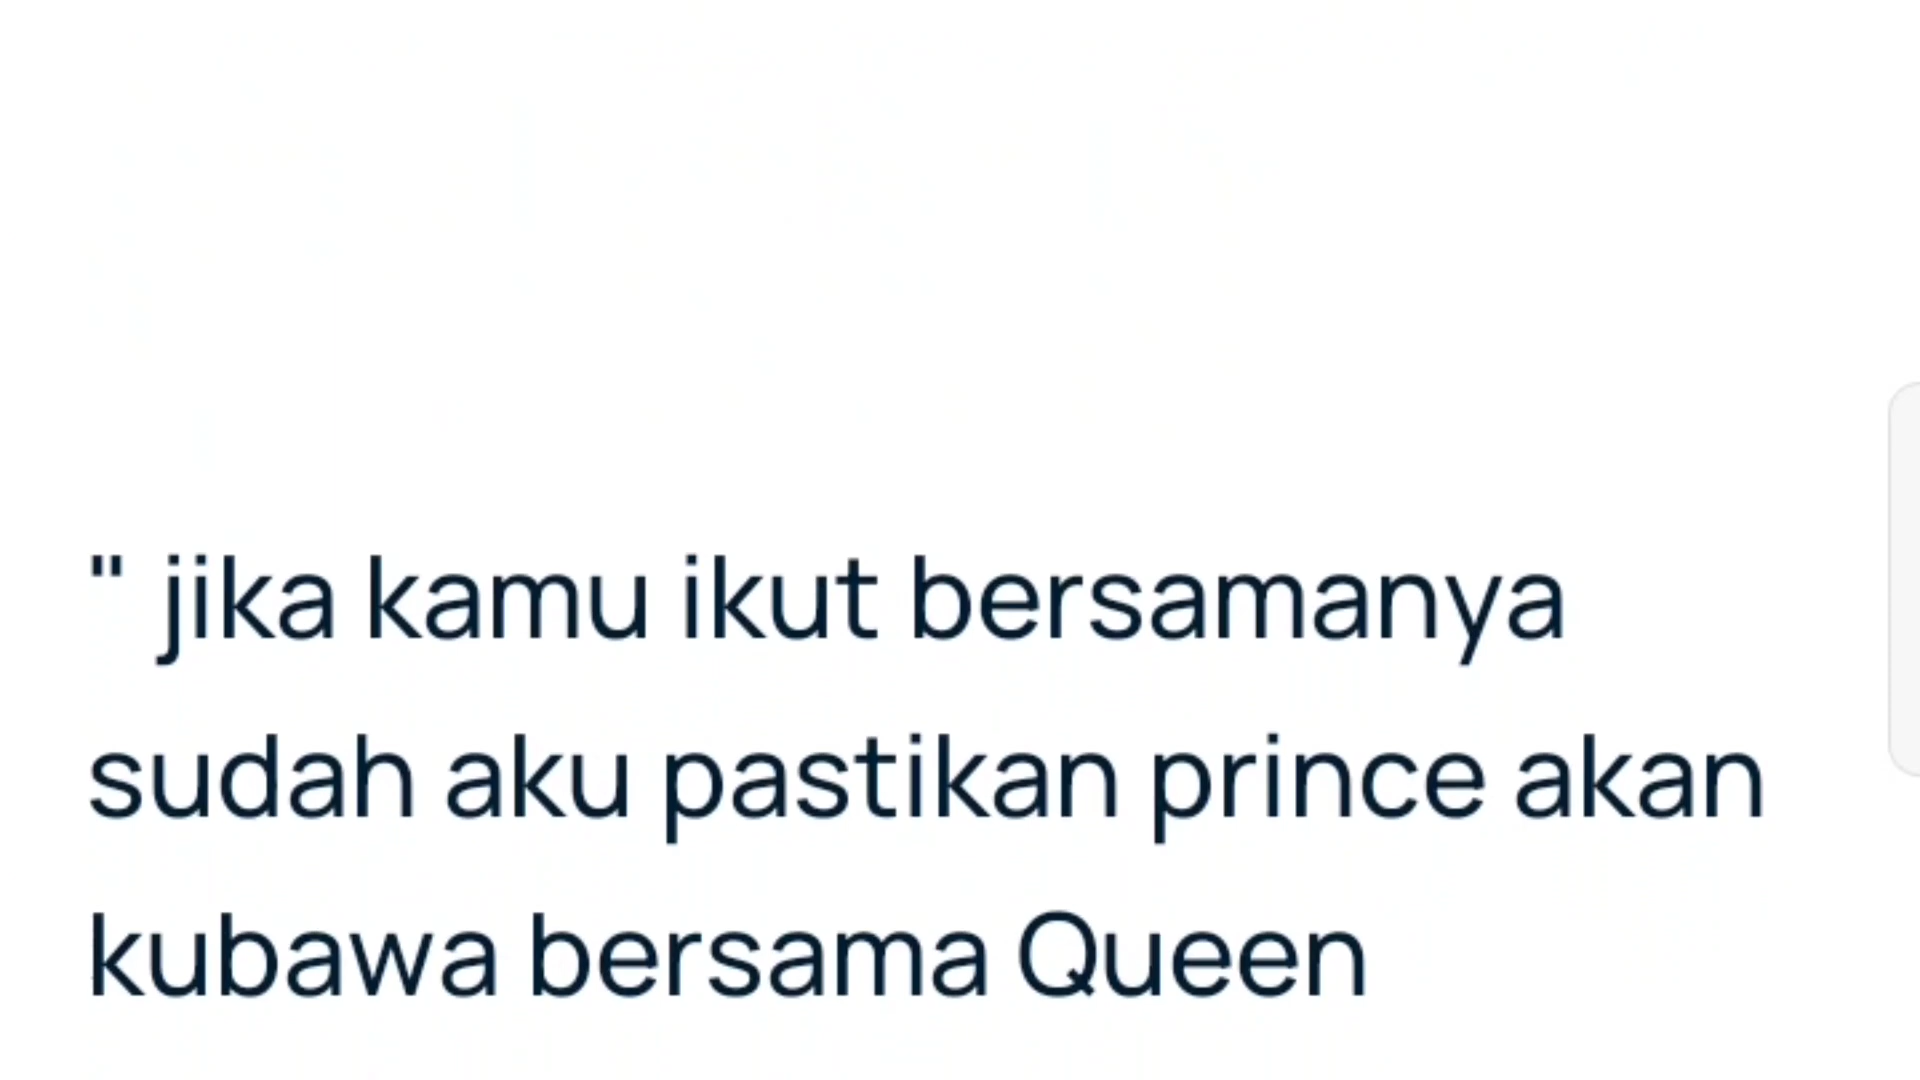 " jika kamu ikut bersamanya
sudah aku pastikan prince akan
kubawa bersama Queen